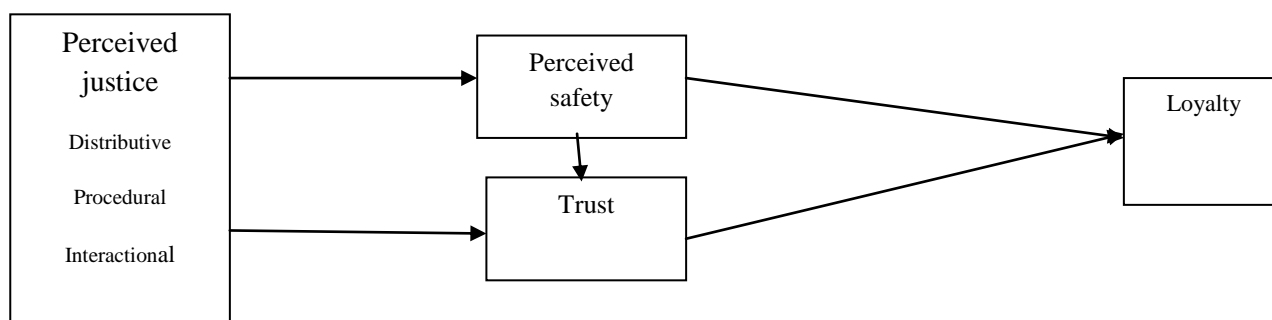 Perceived
justice
Distributive
Procedural
Interactional
Perceived
safety
Trust
Loyalty